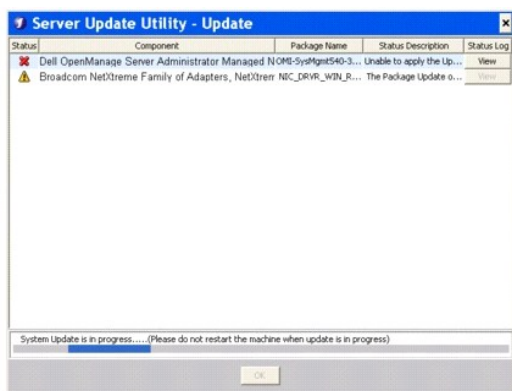 Server Update Utility - Update
Status Component Package Name Status Description Status Log
Dell OpenManage Server Administrator Managed N OMI-SysMgmt540-3... Unable to apply the Up... View
Broadcom NetXtreme Family of Adapters, NetXtrem NIC_DRVR_WIN_R... The Package Update o... View
System Update is in progress.....(Please do not restart the machine when update is in progress)
OK